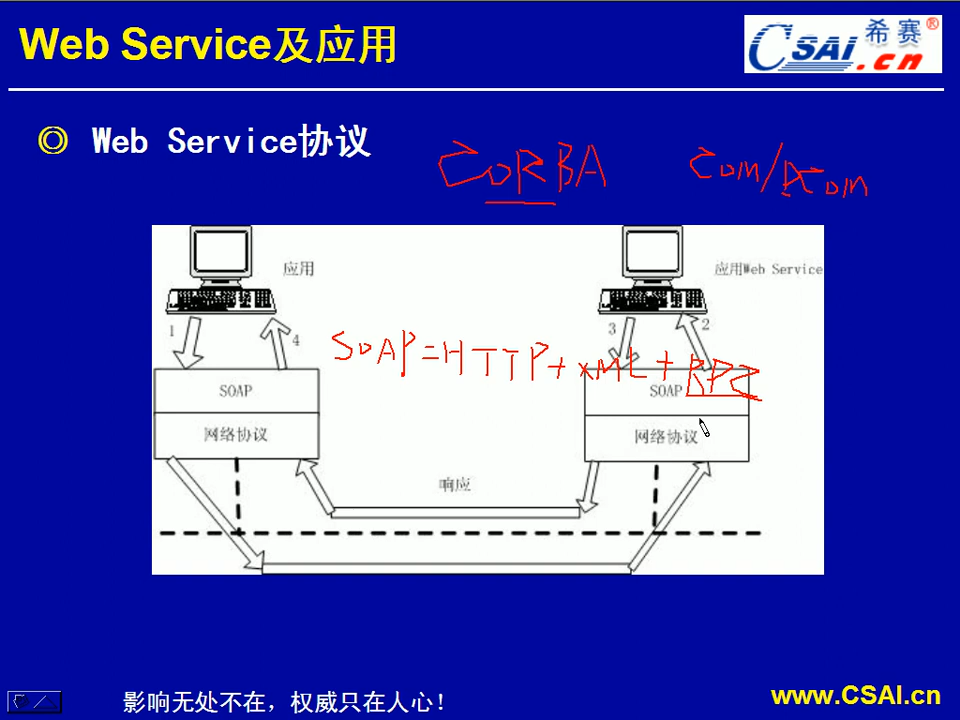 Web Service及应用
CSAI.cn 希赛®
◎ Web Service协议
CORBA COM/DCOM
应用 应用Web Service
1 4 3 2
SOAP=HTTP+XML+RPC
SOAP SOAP
网络协议 网络协议
响应
影响无处不在，权威只在人心！
www.CSAI.cn